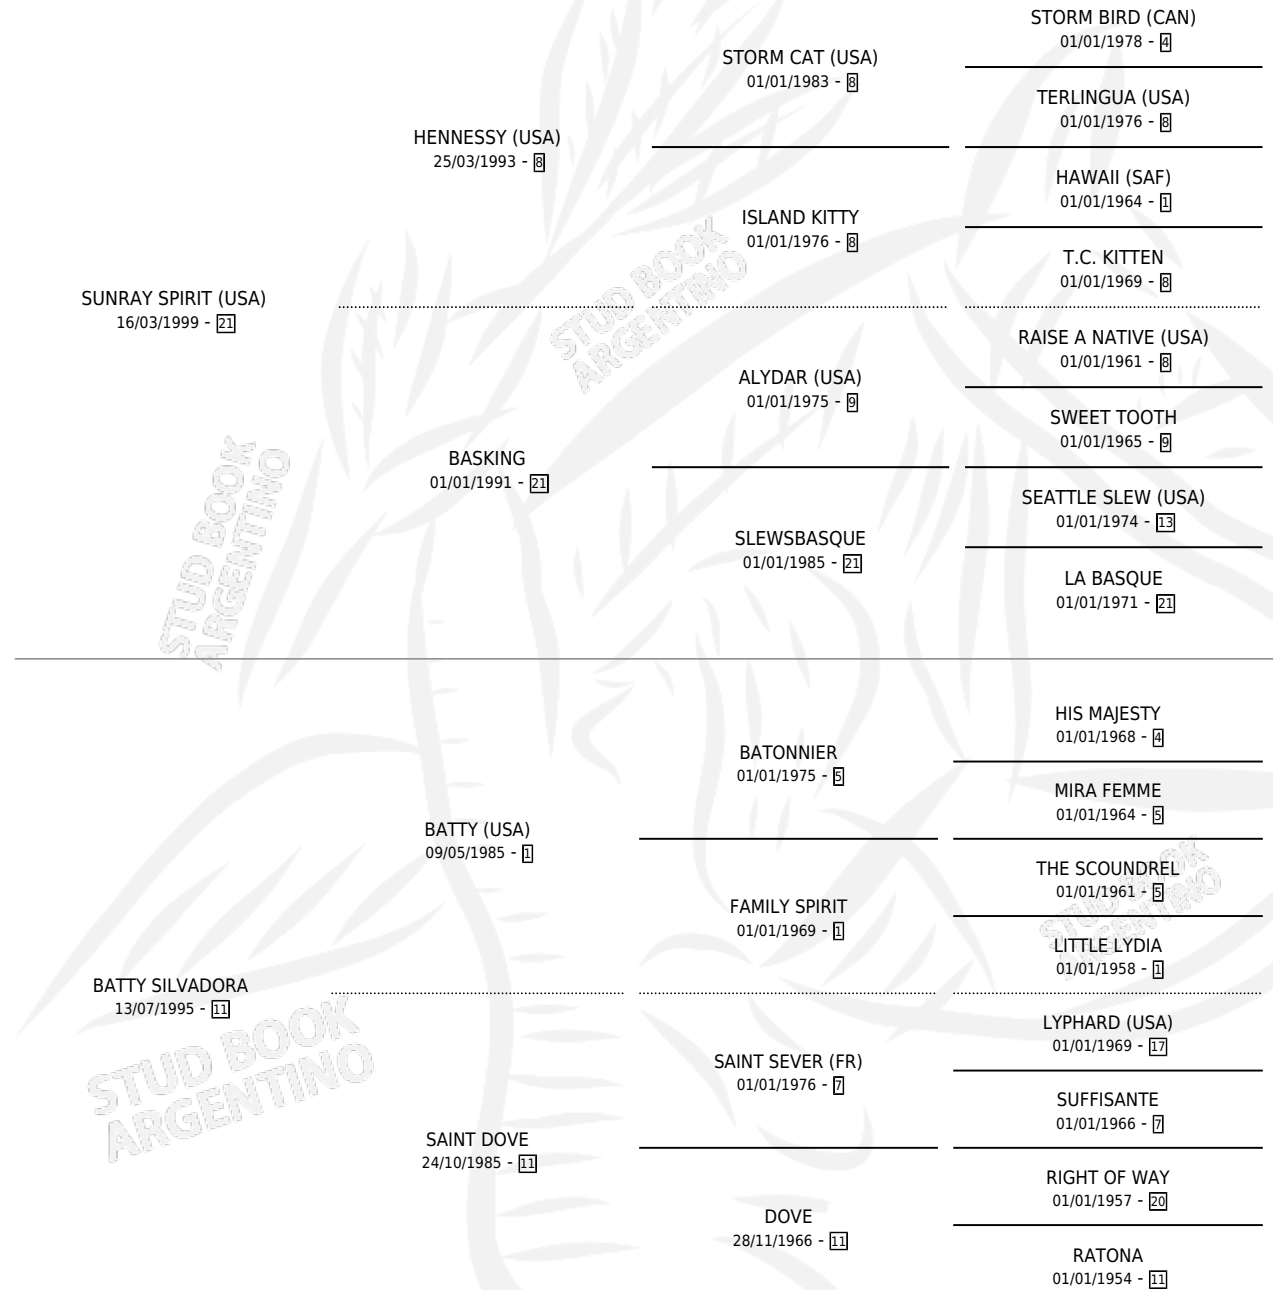 STORM BIRD (CAN)
01/01/1978 - 4
STORM CAT (USA)
01/01/1983 - 8
TERLINGUA (USA)
01/01/1976 - 8
HENNESSY (USA)
25/03/1993 - 8
HAWAII (SAF)
01/01/1964 - 1
ISLAND KITTY
01/01/1976 - 8
T.C. KITTEN
01/01/1969 - 8
SUNRAY SPIRIT (USA)
16/03/1999 - 21
RAISE A NATIVE (USA)
01/01/1961 - 8
ALYDAR (USA)
01/01/1975 - 9
SWEET TOOTH
01/01/1965 - 9
BASKING
01/01/1991 - 21
SEATTLE SLEW (USA)
01/01/1974 - 13
SLEWSBASQUE
01/01/1985 - 21
LA BASQUE
01/01/1971 - 21
HIS MAJESTY
01/01/1968 - 4
BATONNIER
01/01/1975 - 5
MIRA FEMME
01/01/1964 - 5
BATTY (USA)
09/05/1985 - 1
THE SCOUNDREL
01/01/1961 - 5
FAMILY SPIRIT
01/01/1969 - 1
LITTLE LYDIA
01/01/1958 - 1
BATTY SILVADORA
13/07/1995 - 11
LYPHARD (USA)
01/01/1969 - 17
SAINT SEVER (FR)
01/01/1976 - 7
SUFFISANTE
01/01/1966 - 7
SAINT DOVE
24/10/1985 - 11
RIGHT OF WAY
01/01/1957 - 20
DOVE
28/11/1966 - 11
RATONA
01/01/1954 - 11
STUD BOOK
ARGENTINO
STUD BOOK
ARGENTINO
STUD BOOK
ARGENTINO
STUD BOOK
ARGENTINO